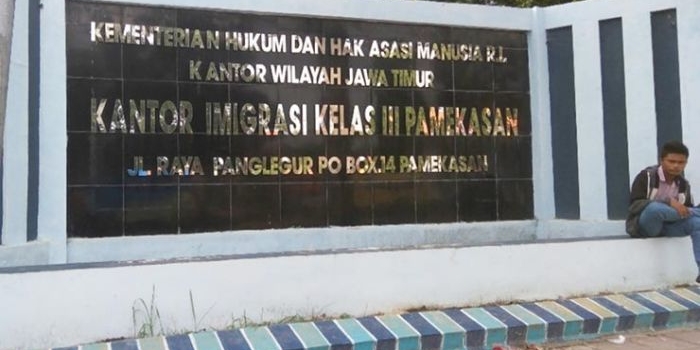 KEMENTERIAN HUKUM DAN HAK ASASI MANUSIA R.I.
KANTOR WILAYAH JAWA TIMUR
KANTOR IMIGRASI KELAS III PAMEKASAN
JL. RAYA PANGLEGUR PO BOX.14 PAMEKASAN